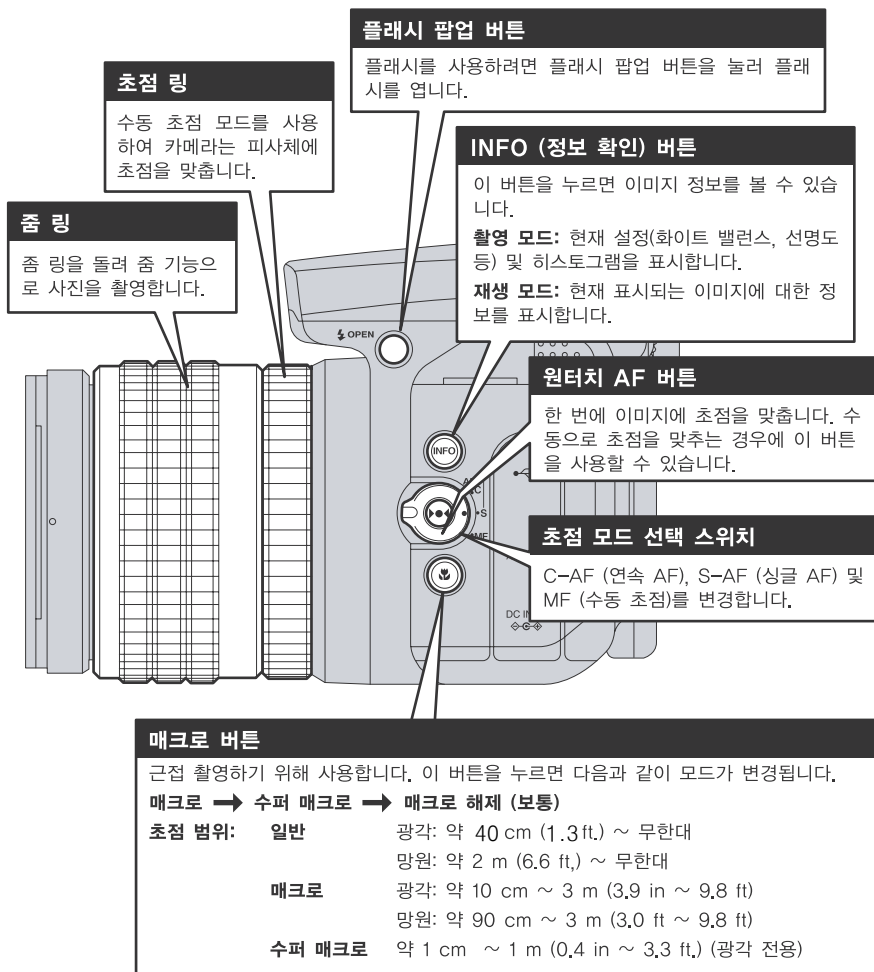 플래시 팝업 버튼
플래시를 사용하려면 플래시 팝업 버튼을 눌러 플래
시를 엽니다.
초점 링
수동 초점 모드를 사용
하여 카메라는 피사체에
초점을 맞춥니다.
INFO (정보 확인) 버튼
이 버튼을 누르면 이미지 정보를 볼 수 있습
니다.
촬영 모드: 현재 설정(화이트 밸런스, 선명도
등) 및 히스토그램을 표시합니다.
재생 모드: 현재 표시되는 이미지에 대한 정
보를 표시합니다.
줌 링
좀 링을 돌려 줌 기능으
로 사진을 촬영합니다.
OPEN
원터치 AF 버튼
한 번에 이미지에 초점을 맞춥니다. 수
동으로 초점을 맞추는 경우에 이 버튼
을 사용할 수 있습니다.
INFO
•S
초점 모드 선택 스위치
C-AF (연속 AF), S-AF (싱글 AF) 및
MF (수동 초점)를 변경합니다.
DC
매크로 버튼
근접 촬영하기 위해 사용합니다. 이 버튼을 누르면 다음과 같이 모드가 변경됩니다.
매크로 ➡ 수퍼 매크로 ➡ 매크로 해제 (보통)
초점 범위: 일반 광각: 약 40 cm (1.3 ft.) ~ 무한대
망원: 약 2 m (6.6 ft.) ~ 무한대
매크로 광각: 약 10 cm ~ 3 m (3.9 in ~ 9.8 ft)
망원: 약 90 cm ~ 3 m (3.0 ft ~ 9.8 ft)
수퍼 매크로 약 1 cm ~ 1 m (0.4 in ~ 3.3 ft.) (광각 전용)